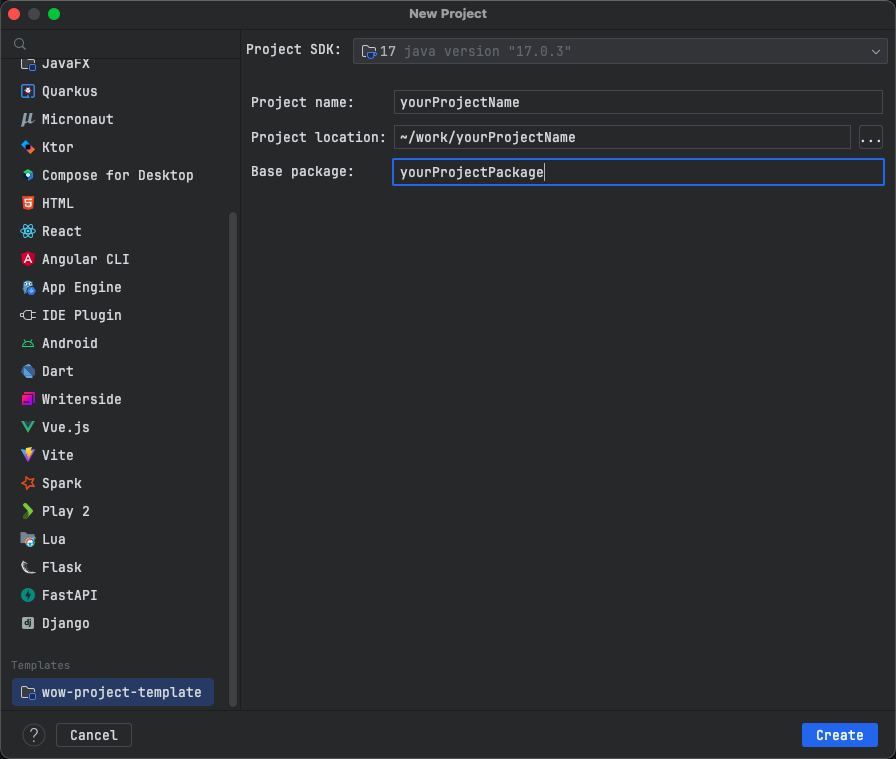 New Project
JavaFX
Quarkus
Micronaut
Ktor
Compose for Desktop
HTML
React
Angular CLI
App Engine
IDE Plugin
Android
Dart
Writerside
Vue.js
Vite
Spark
Play 2
Lua
Flask
FastAPI
Django
Templates
wow-project-template
Project SDK: 17 java version "17.0.3"
Project name: yourProjectName
Project location: ~/work/yourProjectName ...
Base package: yourProjectPackage
? Cancel Create